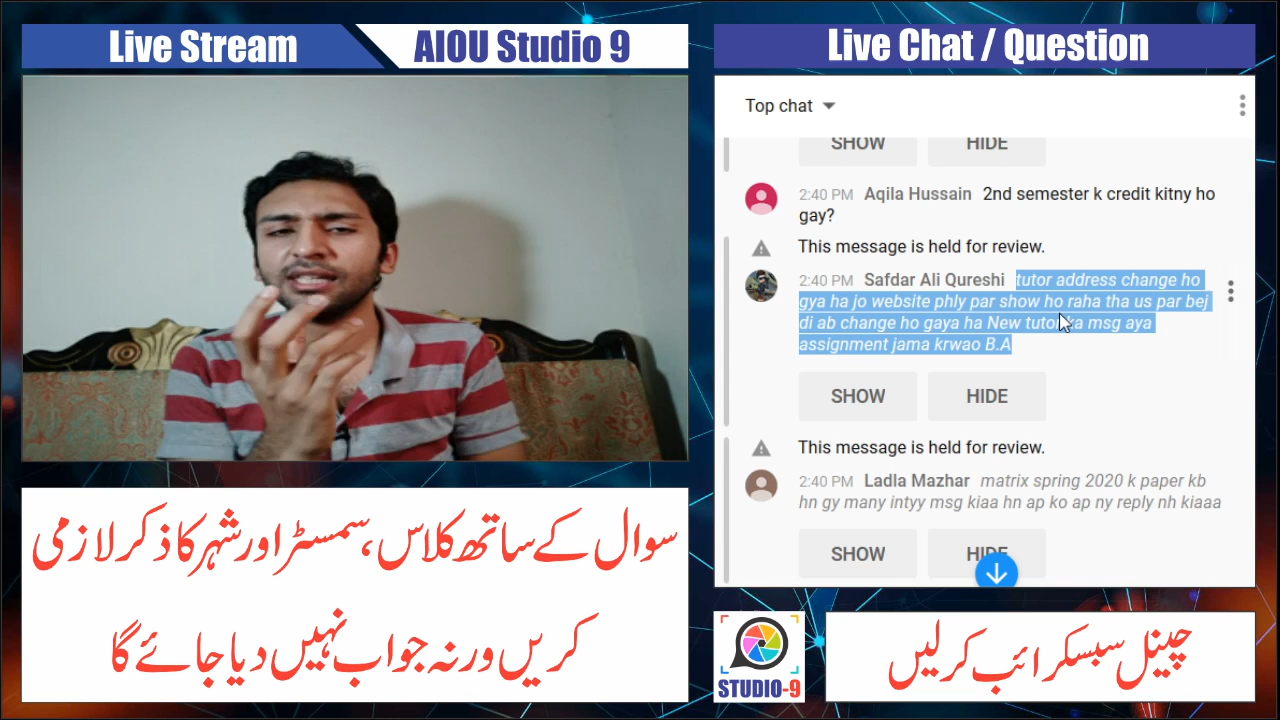 Live Stream
AIOU Studio 9
Live Chat / Question
Top chat
SHOW HIDE
2:40 PM Aqila Hussain 2nd semester k credit kitny ho
gay?
This message is held for review.
2:40 PM Safdar Ali Qureshi tutor address change ho
gya ha jo website phly par show ho raha tha us par bej
di ab change ho gaya ha New tutor ka msg aya
assignment jama krwao B.A
SHOW HIDE
This message is held for review.
2:40 PM Ladla Mazhar matrix spring 2020 k paper kb
hn gy many intyy msg kiaa hn ap ko ap ny reply nh kiaaa
SHOW HIDE
سوال کے ساتھ کلاس، سمسٹر اور شہر کا ذکر لازمی
کریں ورنہ جواب نہیں دیا جائے گا
STUDIO-9
چینل سبسکرائب کرلیں